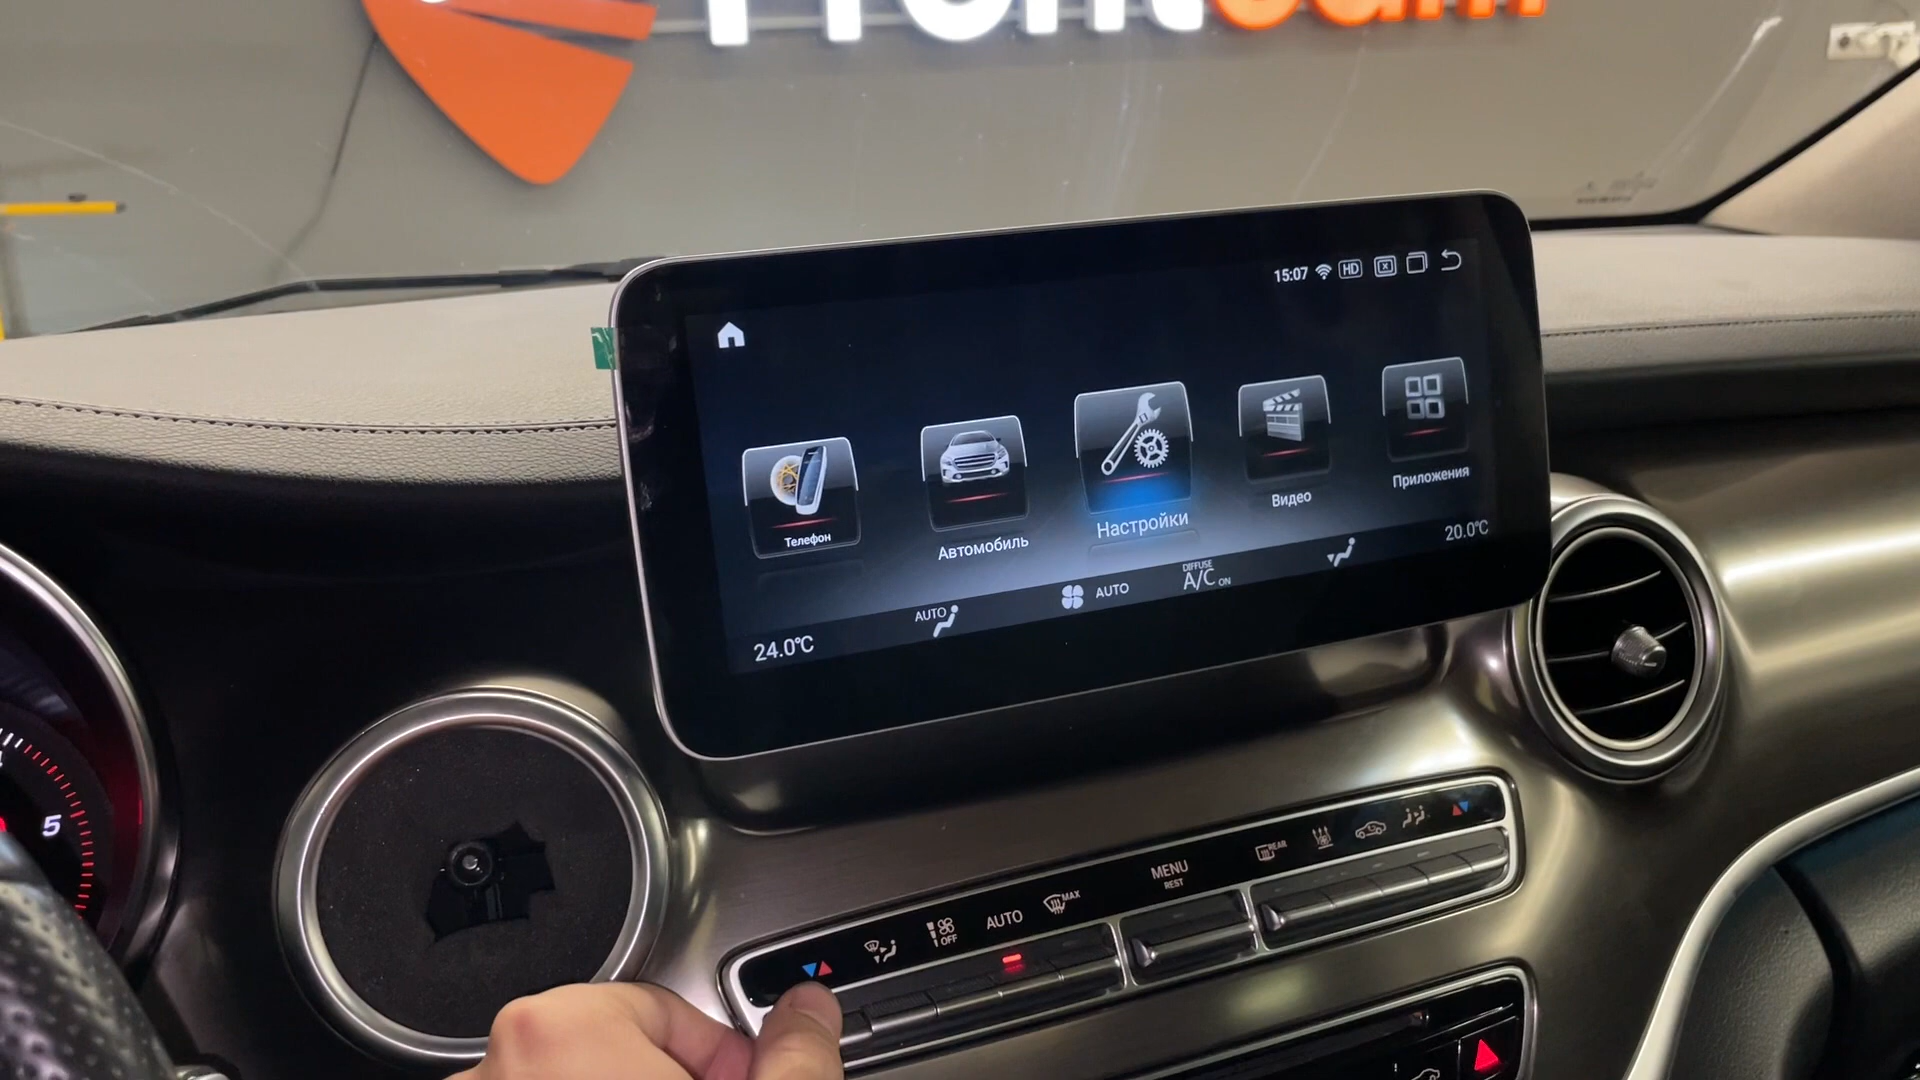 15:07 HD
Телефон
Автомобиль
Настройки
Видео
Приложения
24.0°C
AUTO
AUTO
DIFFUSE
A/C ON
20.0°C
5
OFF
AUTO
MAX
MENU
REST
REAR